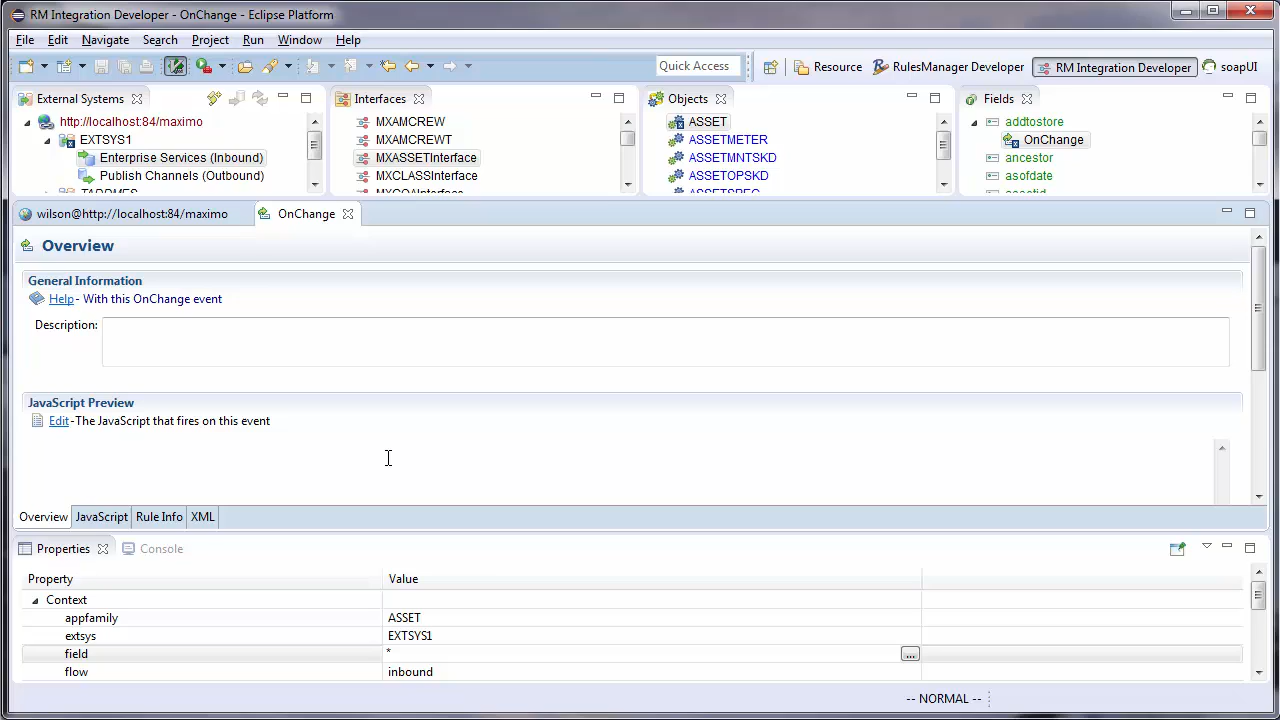 RM Integration Developer - OnChange - Eclipse Platform
File Edit Navigate Search Project Run Window Help
Quick Access Resource RulesManager Developer RM Integration Developer soapUI
External Systems Interfaces Objects Fields
http://localhost:84/maximo MXAMCREW ASSET addtostore
EXTSYS1 MXAMCREWT ASSETMETER OnChange
Enterprise Services (Inbound) MXASSETInterface ASSETMNTSKD ancestor
Publish Channels (Outbound) MXCLASSInterface ASSETOPSKD asofdate
wilson@http://localhost:84/maximo OnChange
Overview
General Information
Help - With this OnChange event
Description:
JavaScript Preview
Edit -The JavaScript that fires on this event
Overview JavaScript Rule Info XML
Properties Console
Property Value
Context
appfamily ASSET
extsys EXTSYS1
field * ...
flow inbound
-- NORMAL --